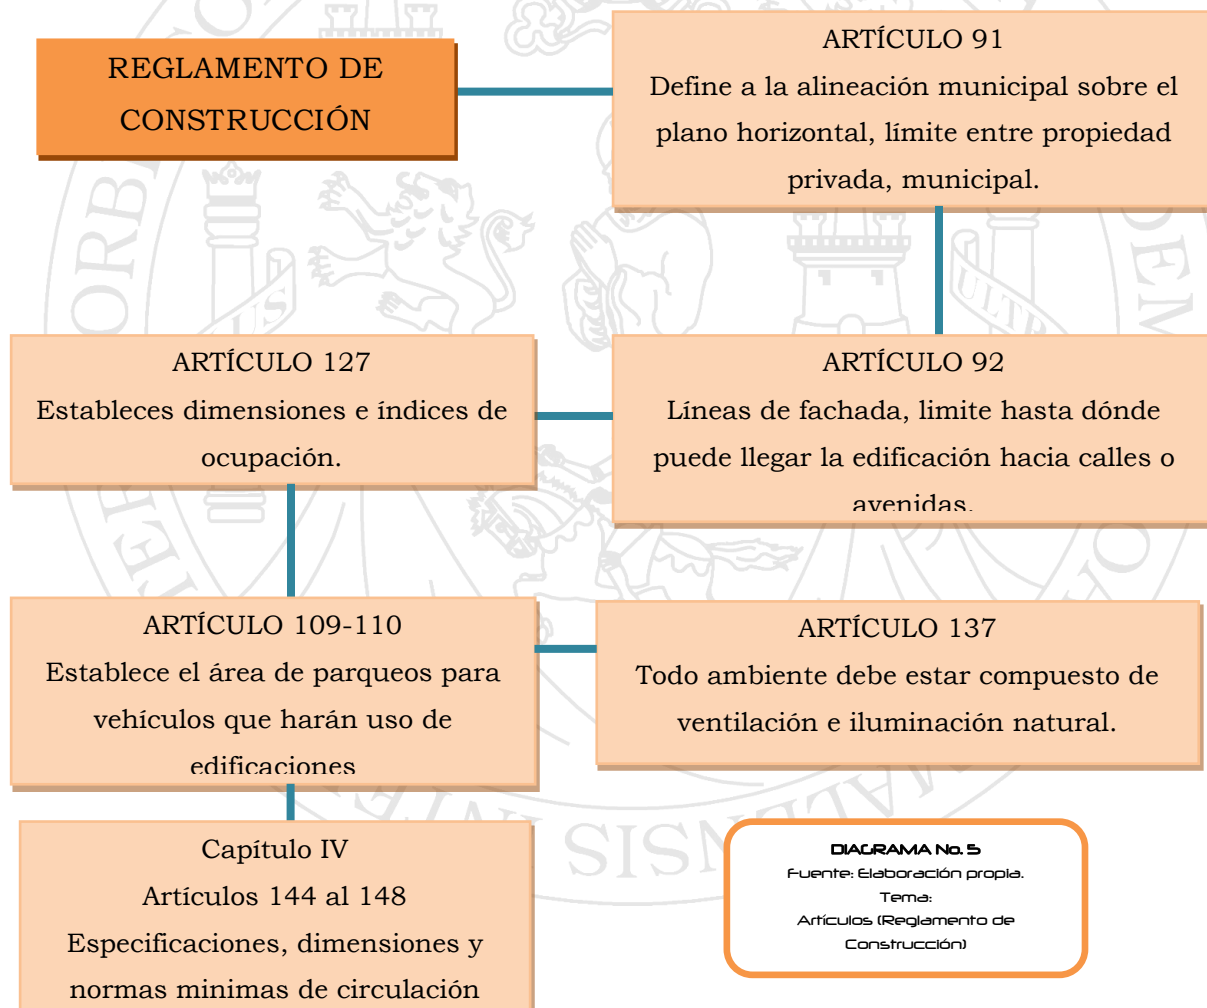 REGLAMENTO DE
CONSTRUCCIÓN
ARTÍCULO 91
Define a la alineación municipal sobre el
plano horizontal, límite entre propiedad
privada, municipal.
ARTÍCULO 92
Líneas de fachada, limite hasta dónde
puede llegar la edificación hacia calles o
avenidas.
ARTÍCULO 127
Estableces dimensiones e índices de
ocupación.
ARTÍCULO 109-110
Establece el área de parqueos para
vehículos que harán uso de
edificaciones
ARTÍCULO 137
Todo ambiente debe estar compuesto de
ventilación e iluminación natural.
Capítulo IV
Artículos 144 al 148
Especificaciones, dimensiones y
normas minimas de circulación
DIAGRAMA No. 5
Fuente: Elaboración propia.
Tema:
Artículos (Reglamento de
Construcción)